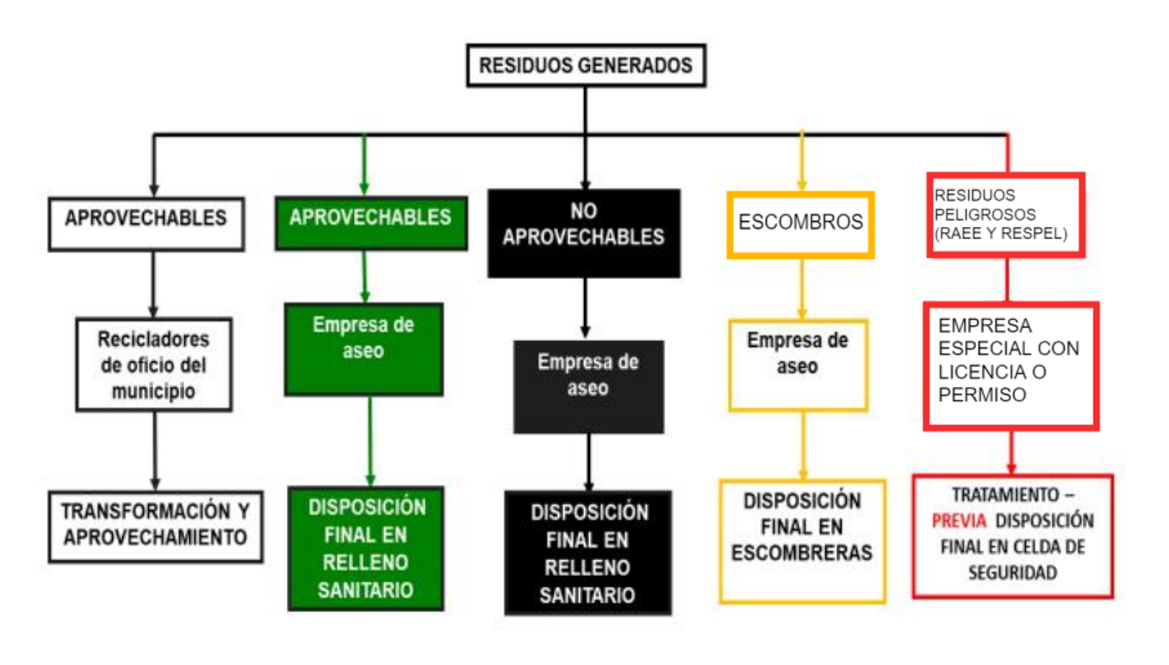 RESIDUOS GENERADOS
APROVECHABLES
APROVECHABLES
NO
APROVECHABLES
ESCOMBROS
RESIDUOS
PELIGROSOS
(RAEE Y RESPEL)
Recicladores
de oficio del
municipio
Empresa de
aseo
Empresa de
aseo
Empresa de
aseo
EMPRESA
ESPECIAL CON
LICENCIA O
PERMISO
TRANSFORMACIÓN Y
APROVECHAMIENTO
DISPOSICIÓN
FINAL EN
RELLENO
SANITARIO
DISPOSICIÓN
FINAL EN
RELLENO
SANITARIO
DISPOSICIÓN
FINAL EN
ESCOMBRERAS
TRATAMIENTO –
PREVIA DISPOSICIÓN
FINAL EN CELDA DE
SEGURIDAD